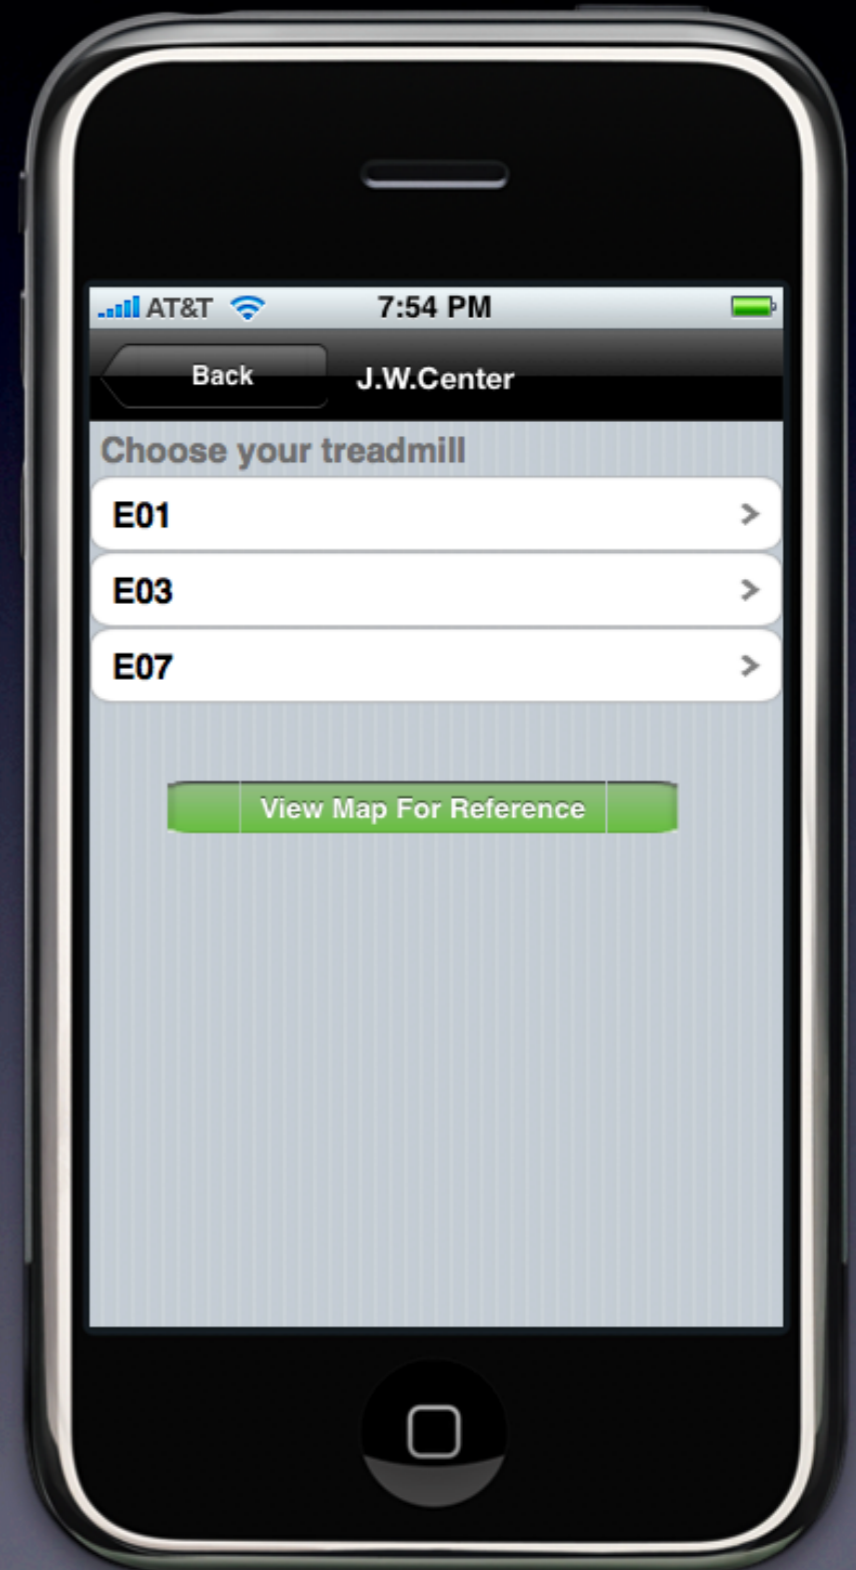 AT&T 7:54 PM
Back J.W.Center
Choose your treadmill
E01
E03
E07
View Map For Reference